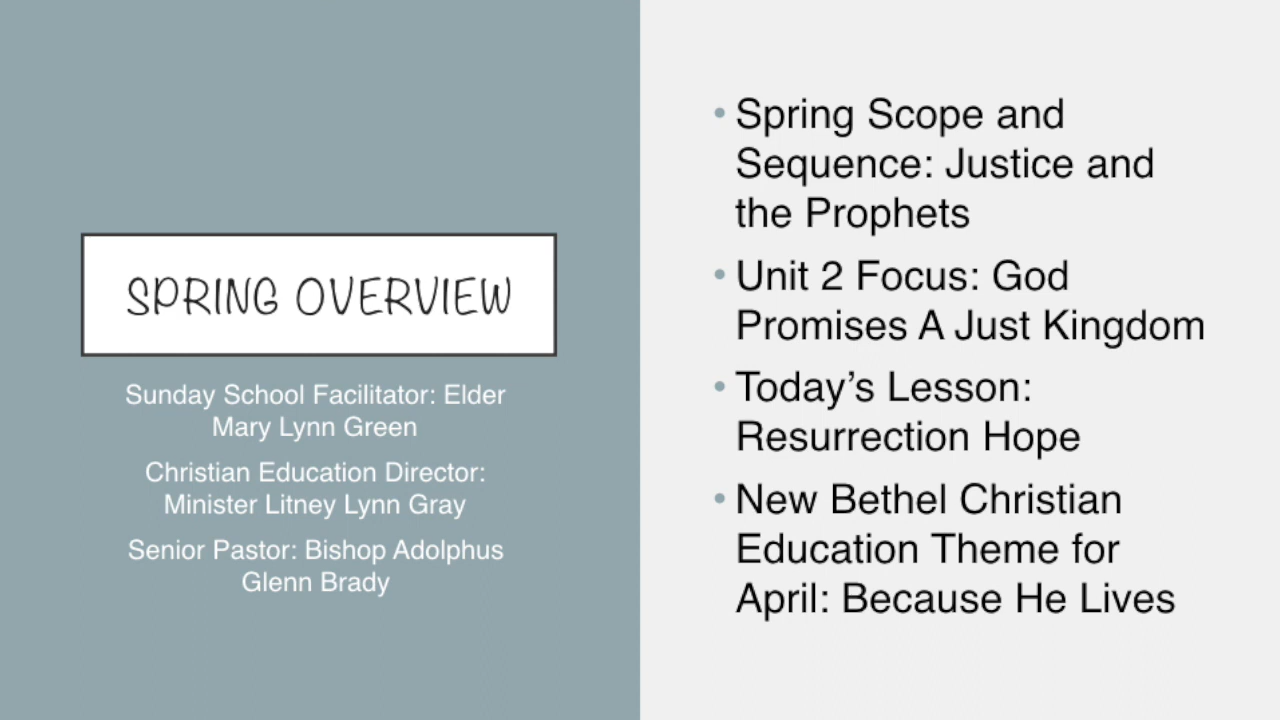 SPRING OVERVIEW
Sunday School Facilitator: Elder
Mary Lynn Green
Christian Education Director:
Minister Litney Lynn Gray
Senior Pastor: Bishop Adolphus
Glenn Brady
• Spring Scope and
Sequence: Justice and
the Prophets
• Unit 2 Focus: God
Promises A Just Kingdom
• Today’s Lesson:
Resurrection Hope
• New Bethel Christian
Education Theme for
April: Because He Lives